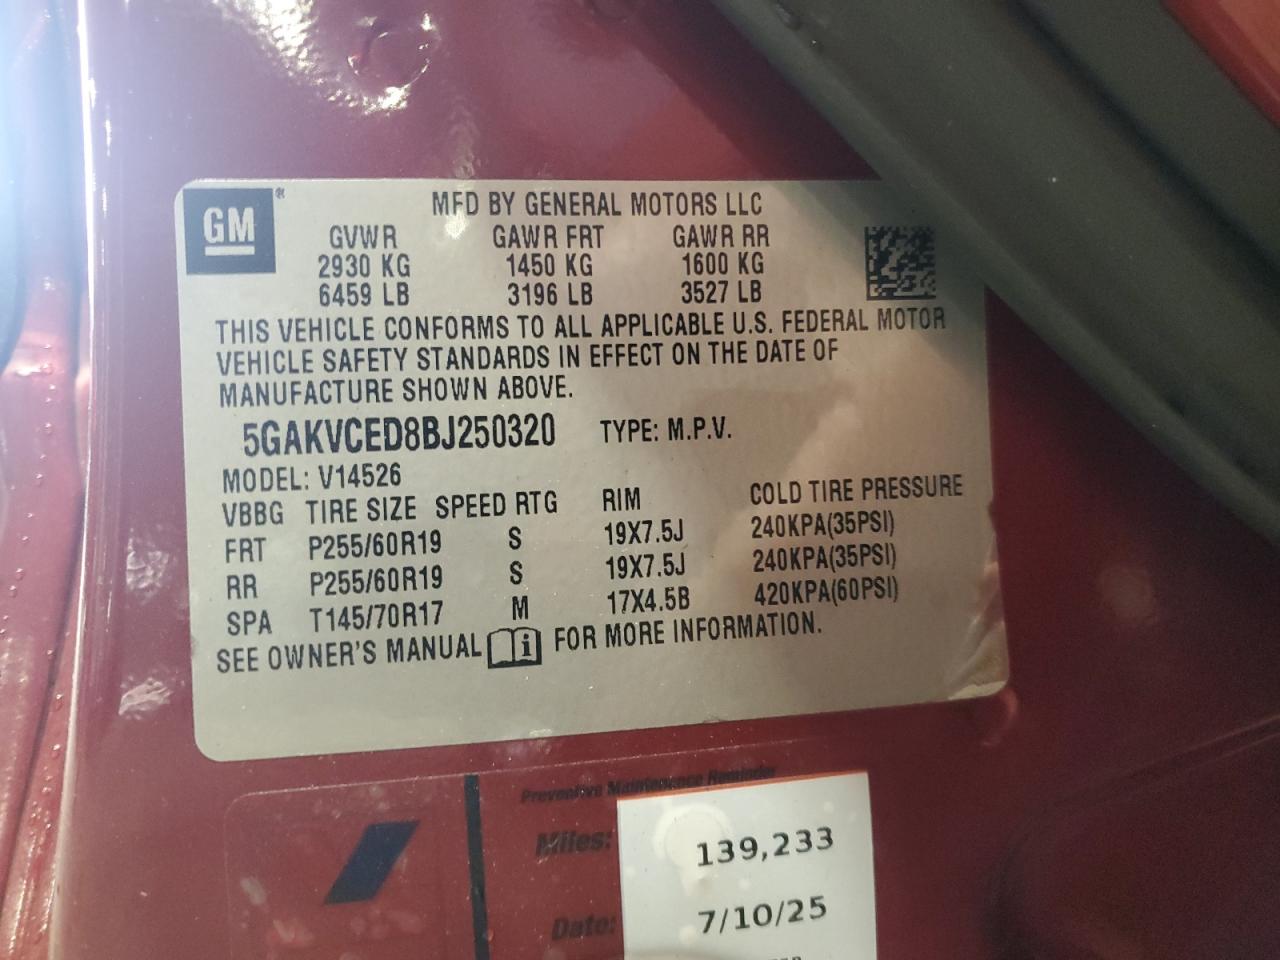 GM ®
MFD BY GENERAL MOTORS LLC
GVWR GAWR FRT GAWR RR
2930 KG 1450 KG 1600 KG
6459 LB 3196 LB 3527 LB
THIS VEHICLE CONFORMS TO ALL APPLICABLE U.S. FEDERAL MOTOR
VEHICLE SAFETY STANDARDS IN EFFECT ON THE DATE OF
MANUFACTURE SHOWN ABOVE.
5GAKVCED8BJ250320 TYPE: M.P.V.
MODEL: V14526
VBBG TIRE SIZE SPEED RTG RIM COLD TIRE PRESSURE
FRT P255/60R19 S 19X7.5J 240KPA(35PSI)
RR P255/60R19 S 19X7.5J 240KPA(35PSI)
SPA T145/70R17 M 17X4.5B 420KPA(60PSI)
SEE OWNER'S MANUAL i FOR MORE INFORMATION.
Preventive Maintenance Reminder
Miles: 139,233
Date: 7/10/25